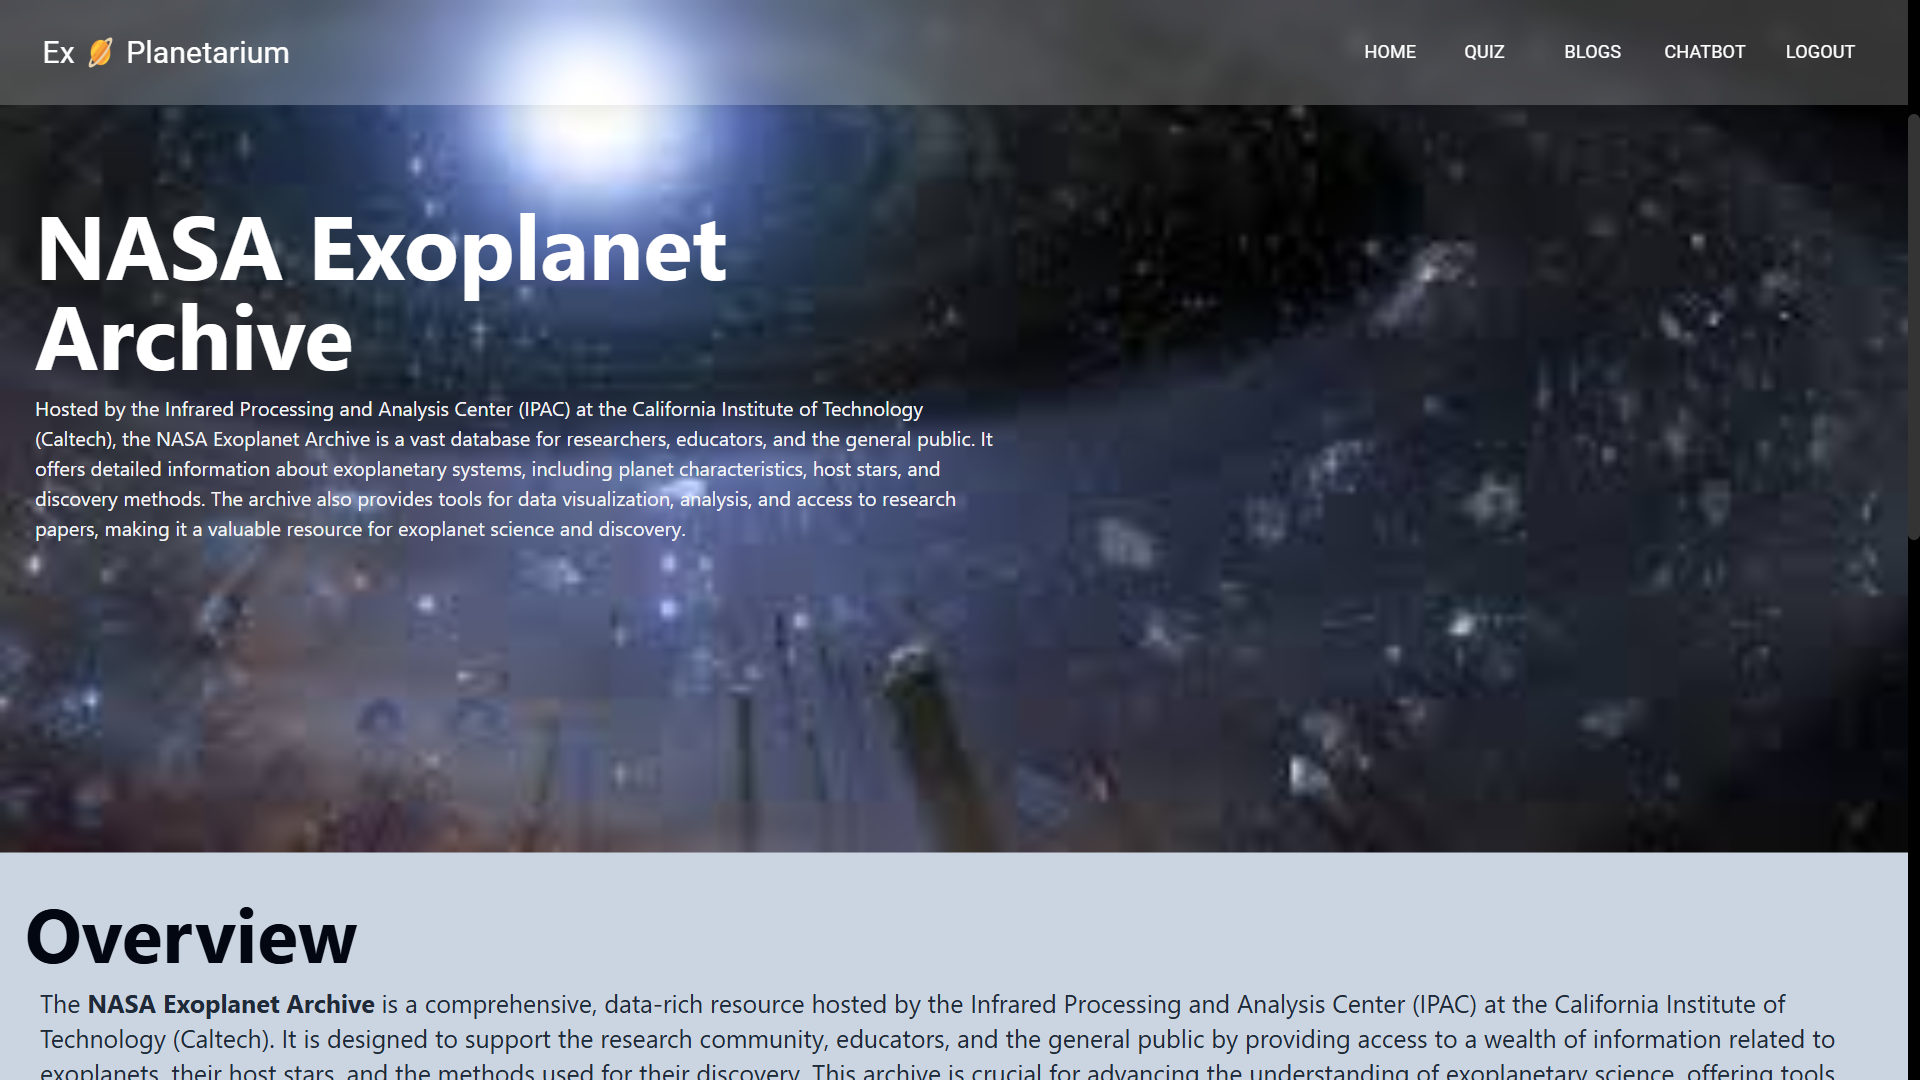 Ex 🪐 Planetarium
HOME QUIZ BLOGS CHATBOT LOGOUT
NASA Exoplanet
Archive
Hosted by the Infrared Processing and Analysis Center (IPAC) at the California Institute of Technology
(Caltech), the NASA Exoplanet Archive is a vast database for researchers, educators, and the general public. It
offers detailed information about exoplanetary systems, including planet characteristics, host stars, and
discovery methods. The archive also provides tools for data visualization, analysis, and access to research
papers, making it a valuable resource for exoplanet science and discovery.
Overview
The NASA Exoplanet Archive is a comprehensive, data-rich resource hosted by the Infrared Processing and Analysis Center (IPAC) at the California Institute of
Technology (Caltech). It is designed to support the research community, educators, and the general public by providing access to a wealth of information related to
exoplanets, their host stars, and the methods used for their discovery. This archive is crucial for advancing the understanding of exoplanetary science, offering tools